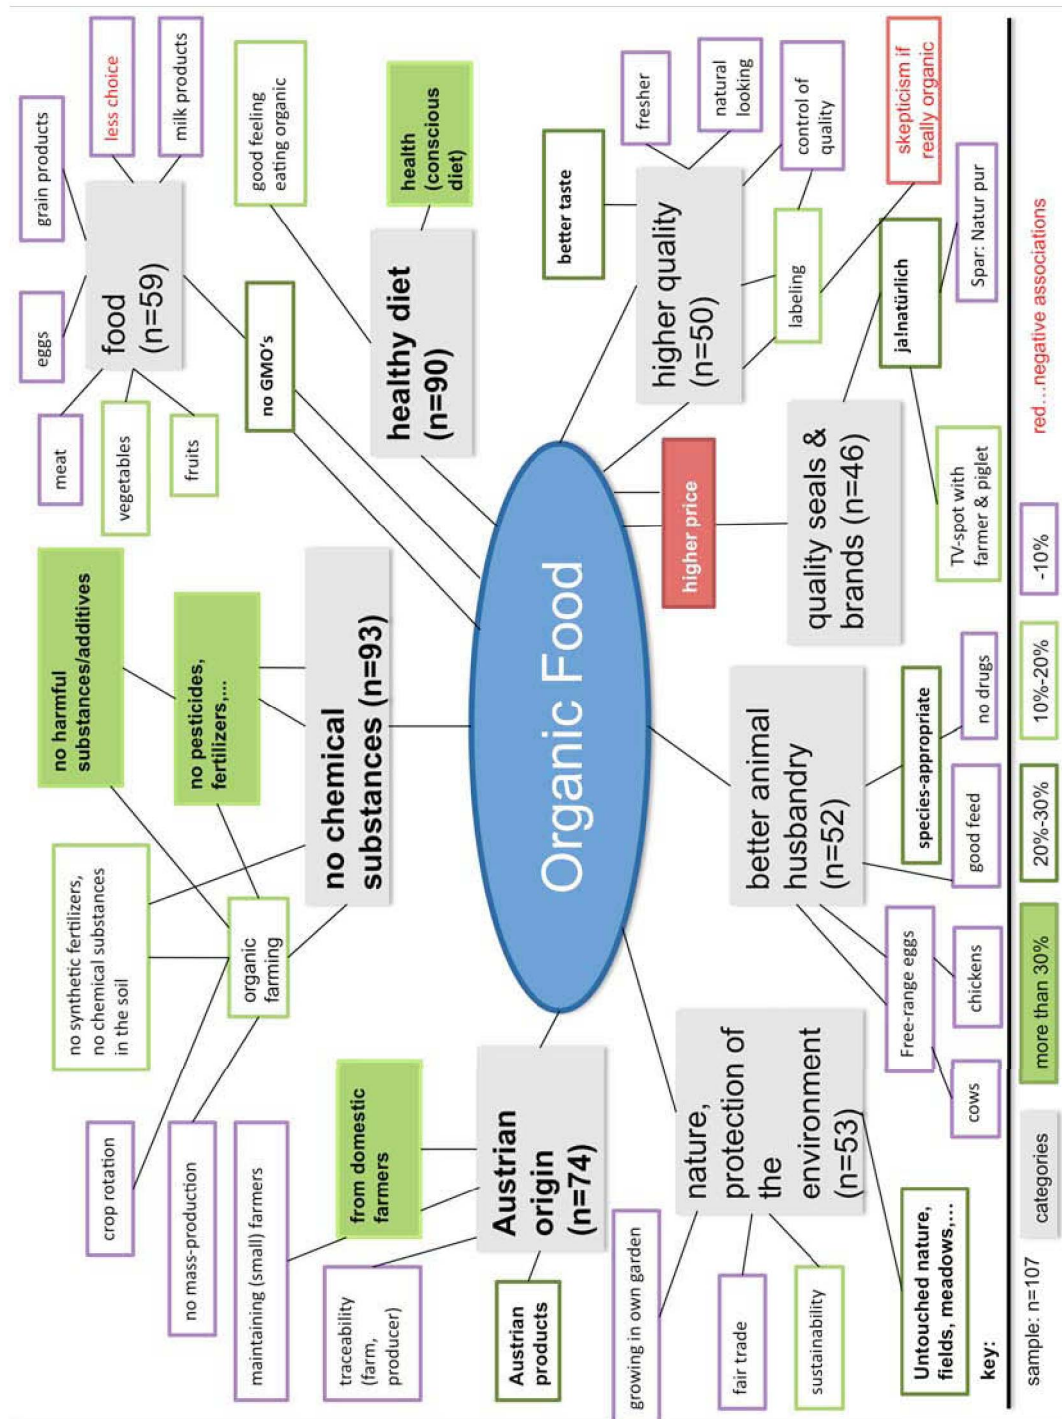 crop rotation
no mass-production
maintaining (small) farmers
traceability
(farm,
producer)
Austrian
products
from domestic
farmers
Austrian
origin
(n=74)
no synthetic fertilizers,
no chemical substances
in the soil
organic
farming
no harmful
substances/additives
no pesticides,
fertilizers,...
no chemical
substances (n=93)
meat
eggs
grain products
less choice
milk products
vegetables
fruits
food
(n=59)
no GMO's
good feeling
eating organic
healthy diet
(n=90)
health
(conscious
diet)
Organic Food
growing in own garden
fair trade
sustainability
Untouched nature,
fields, meadows,...
nature,
protection of
the
environment
(n=53)
better animal
husbandry
(n=52)
Free-range eggs
cows
chickens
good feed
species-appropriate
no drugs
higher price
quality seals &
brands (n=46)
TV-spot with
farmer & piglet
ja!natürlich
Spar: Natur pur
better taste
higher quality
(n=50)
fresher
natural
looking
control of
quality
labeling
skepticism if
really organic
key:
sample: n=107
categories
more than 30%
20%-30%
10%-20%
-10%
red...negative associations